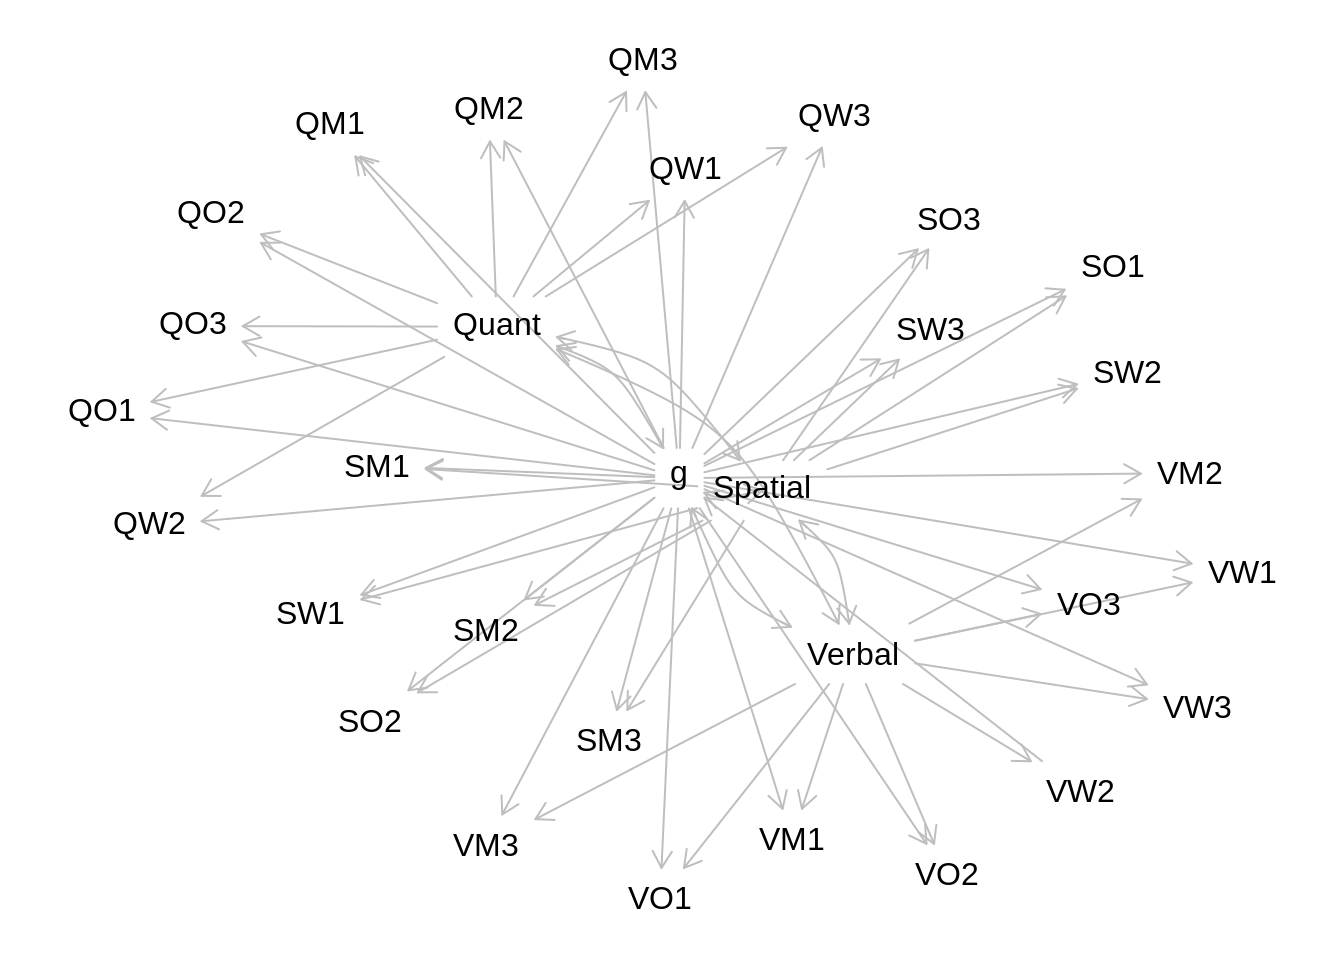 QM3
QM2
QW3
QM1
QW1
QO2
SO3
SO1
QO3
Quant
SW3
SW2
QO1
SM1
g
VM2
Spatial
QW2
VW1
VO3
SW1
SM2
Verbal
VW3
SO2
SM3
VW2
VM1
VM3
VO2
VO1